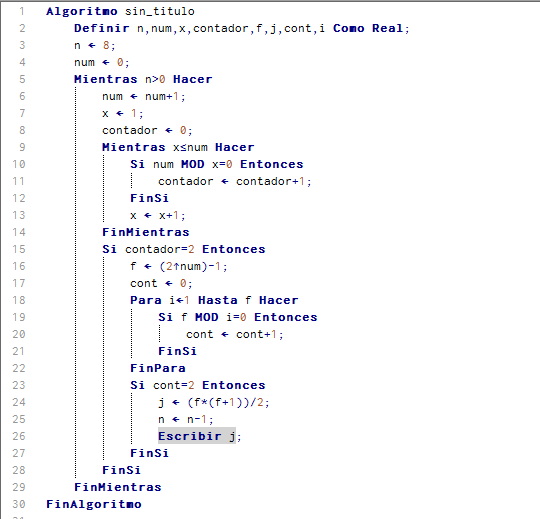 1 Algoritmo sin_titulo
2 Definir n,num,x,contador,f,j,cont,i Como Real;
3 n ← 8;
4 num ← 0;
5 Mientras n>0 Hacer
6 num ← num+1;
7 x ← 1;
8 contador ← 0;
9 Mientras x≤num Hacer
10 Si num MOD x=0 Entonces
11 contador ← contador+1;
12 FinSi
13 x ← x+1;
14 FinMientras
15 Si contador=2 Entonces
16 f ← (2↑num)-1;
17 cont ← 0;
18 Para i←1 Hasta f Hacer
19 Si f MOD i=0 Entonces
20 cont ← cont+1;
21 FinSi
22 FinPara
23 Si cont=2 Entonces
24 j ← (f*(f+1))/2;
25 n ← n-1;
26 Escribir j;
27 FinSi
28 FinSi
29 FinMientras
30 FinAlgoritmo